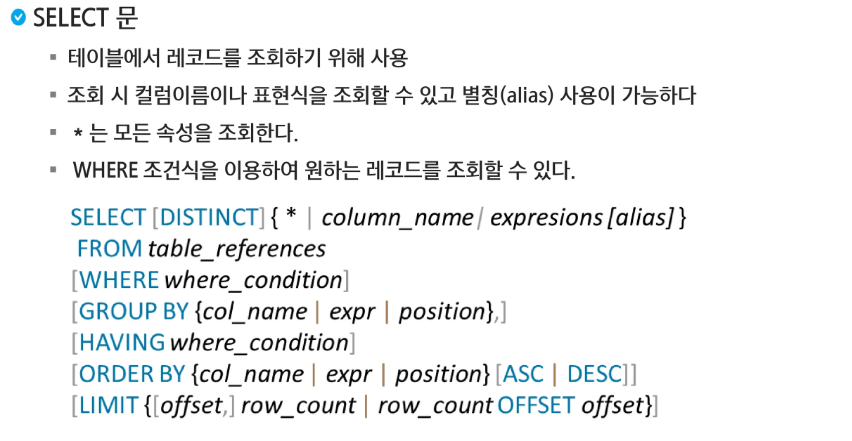 SELECT 문
▪ 테이블에서 레코드를 조회하기 위해 사용
▪ 조회 시 컬럼이름이나 표현식을 조회할 수 있고 별칭(alias) 사용이 가능하다
▪ * 는 모든 속성을 조회한다.
▪ WHERE 조건식을 이용하여 원하는 레코드를 조회할 수 있다.
SELECT [DISTINCT] { * | column_name| expresions [alias] }
FROM table_references
[WHERE where_condition]
[GROUP BY {col_name | expr | position},]
[HAVING where_condition]
[ORDER BY {col_name | expr | position} [ASC | DESC]]
[LIMIT {[offset,] row_count | row_count OFFSET offset}]